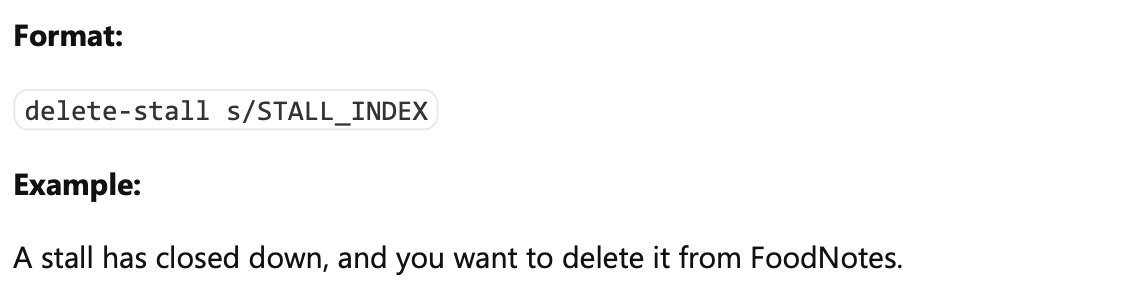 Format:
delete-stall s/STALL_INDEX
Example:
A stall has closed down, and you want to delete it from FoodNotes.